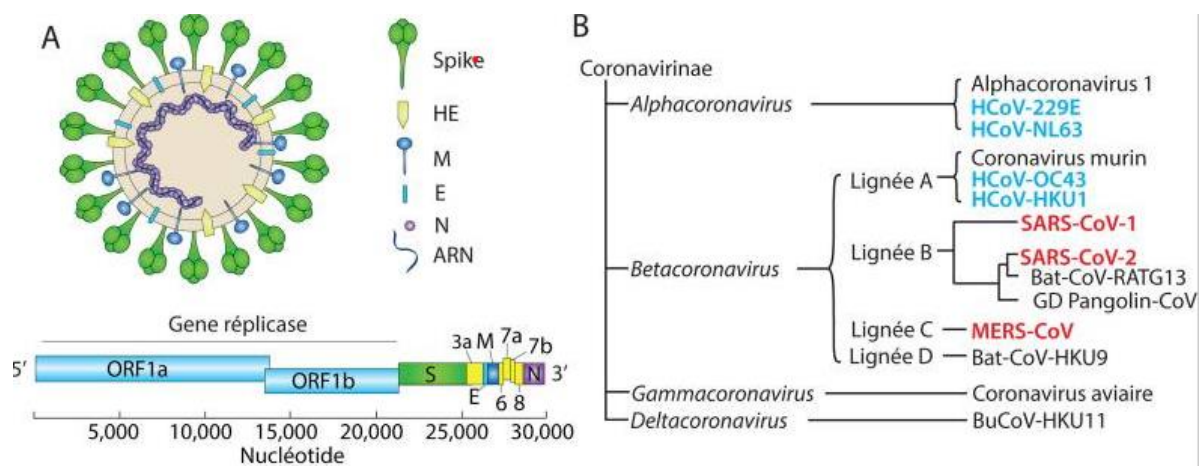 A
Spike
HE
M
E
N
ARN
Gene réplicase
3a M 7a 7b
5′ ORF1a ORF1b S N 3′
E 6 8
5,000 10,000 15,000 20,000 25,000 30,000
Nucléotide
B
Coronavirinae
Alphacoronavirus
Alphacoronavirus 1
HCoV-229E
HCoV-NL63
Betacoronavirus
Lignée A
Coronavirus murin
HCoV-OC43
HCoV-HKU1
Lignée B
SARS-CoV-1
SARS-CoV-2
Bat-CoV-RATG13
GD Pangolin-CoV
Lignée C
MERS-CoV
Lignée D
Bat-CoV-HKU9
Gammacoronavirus
Coronavirus aviaire
Deltacoronavirus
BuCoV-HKU11